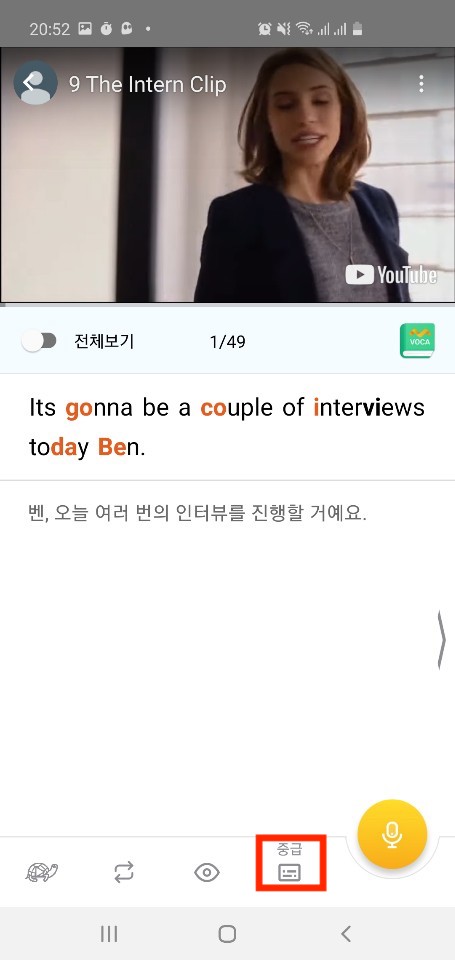 20:52
9 The Intern Clip
YouTube
전체보기
1/49
VOCA
Its gonna be a couple of interviews
today Ben.
벤, 오늘 여러 번의 인터뷰를 진행할 거예요.
중급